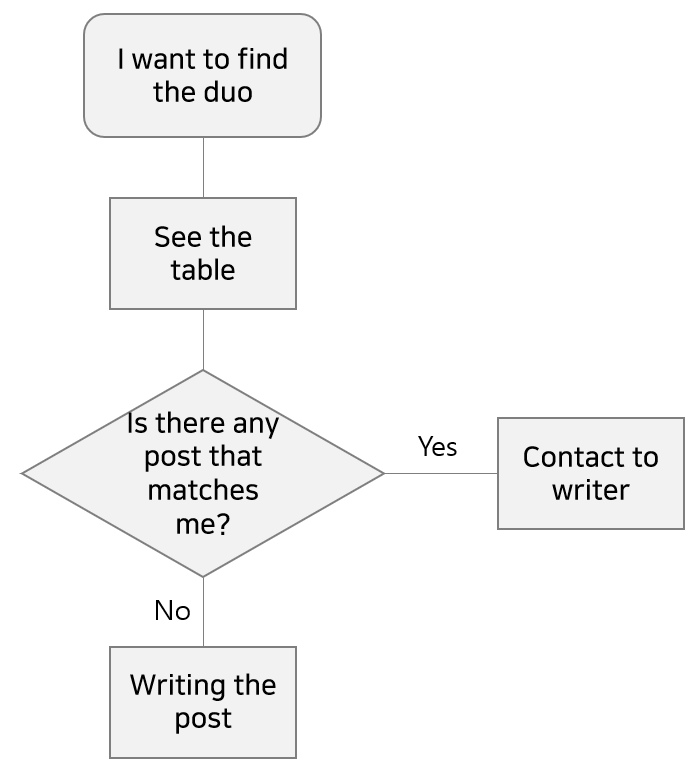 I want to find
the duo
See the
table
Is there any
post that
matches
me?
Yes
Contact to
writer
No
Writing the
post